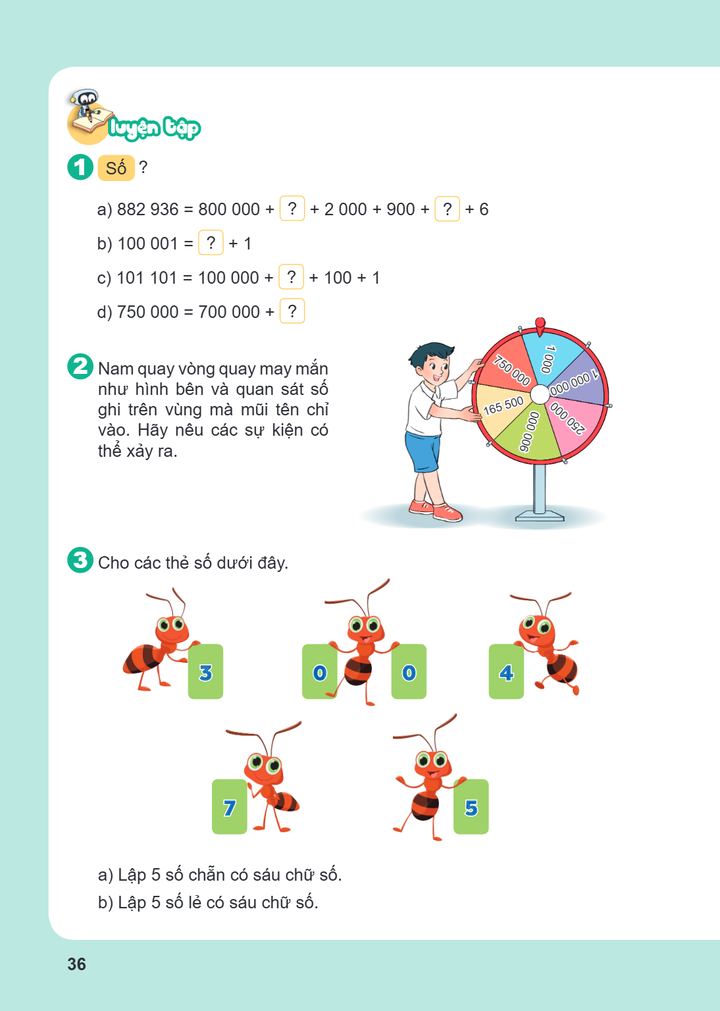 luyện tập
1 Số ?
a) 882 936 = 800 000 + ? + 2 000 + 900 + ? + 6
b) 100 001 = ? + 1
c) 101 101 = 100 000 + ? + 100 + 1
d) 750 000 = 700 000 + ?
2 Nam quay vòng quay may mắn
như hình bên và quan sát số
ghi trên vùng mà mũi tên chỉ
vào. Hãy nêu các sự kiện có
thể xảy ra.
750 000
1 000
1 000 000
250 000
900 000
165 500
3 Cho các thẻ số dưới đây.
3
0
0
4
7
5
a) Lập 5 số chẵn có sáu chữ số.
b) Lập 5 số lẻ có sáu chữ số.
36